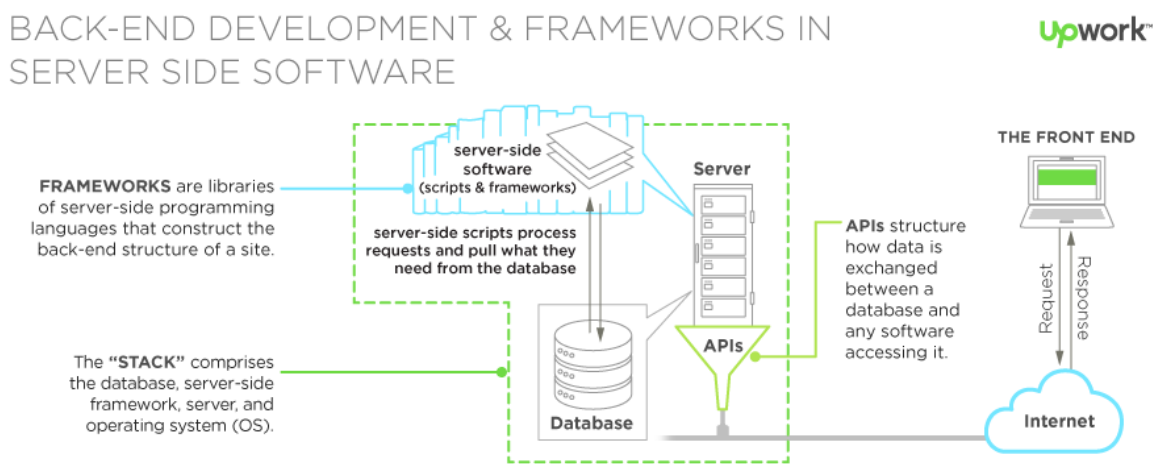 BACK-END DEVELOPMENT & FRAMEWORKS IN
SERVER SIDE SOFTWARE
Upwork™
THE FRONT END
server-side
software
(scripts & frameworks)
Server
FRAMEWORKS are libraries
of server-side programming
languages that construct the
back-end structure of a site.
server-side scripts process
requests and pull what they
need from the database
APIs structure
how data is
exchanged
between a
database and
any software
accessing it.
Request
Response
APIs
The “STACK” comprises
the database, server-side
framework, server, and
operating system (OS).
Database
Internet